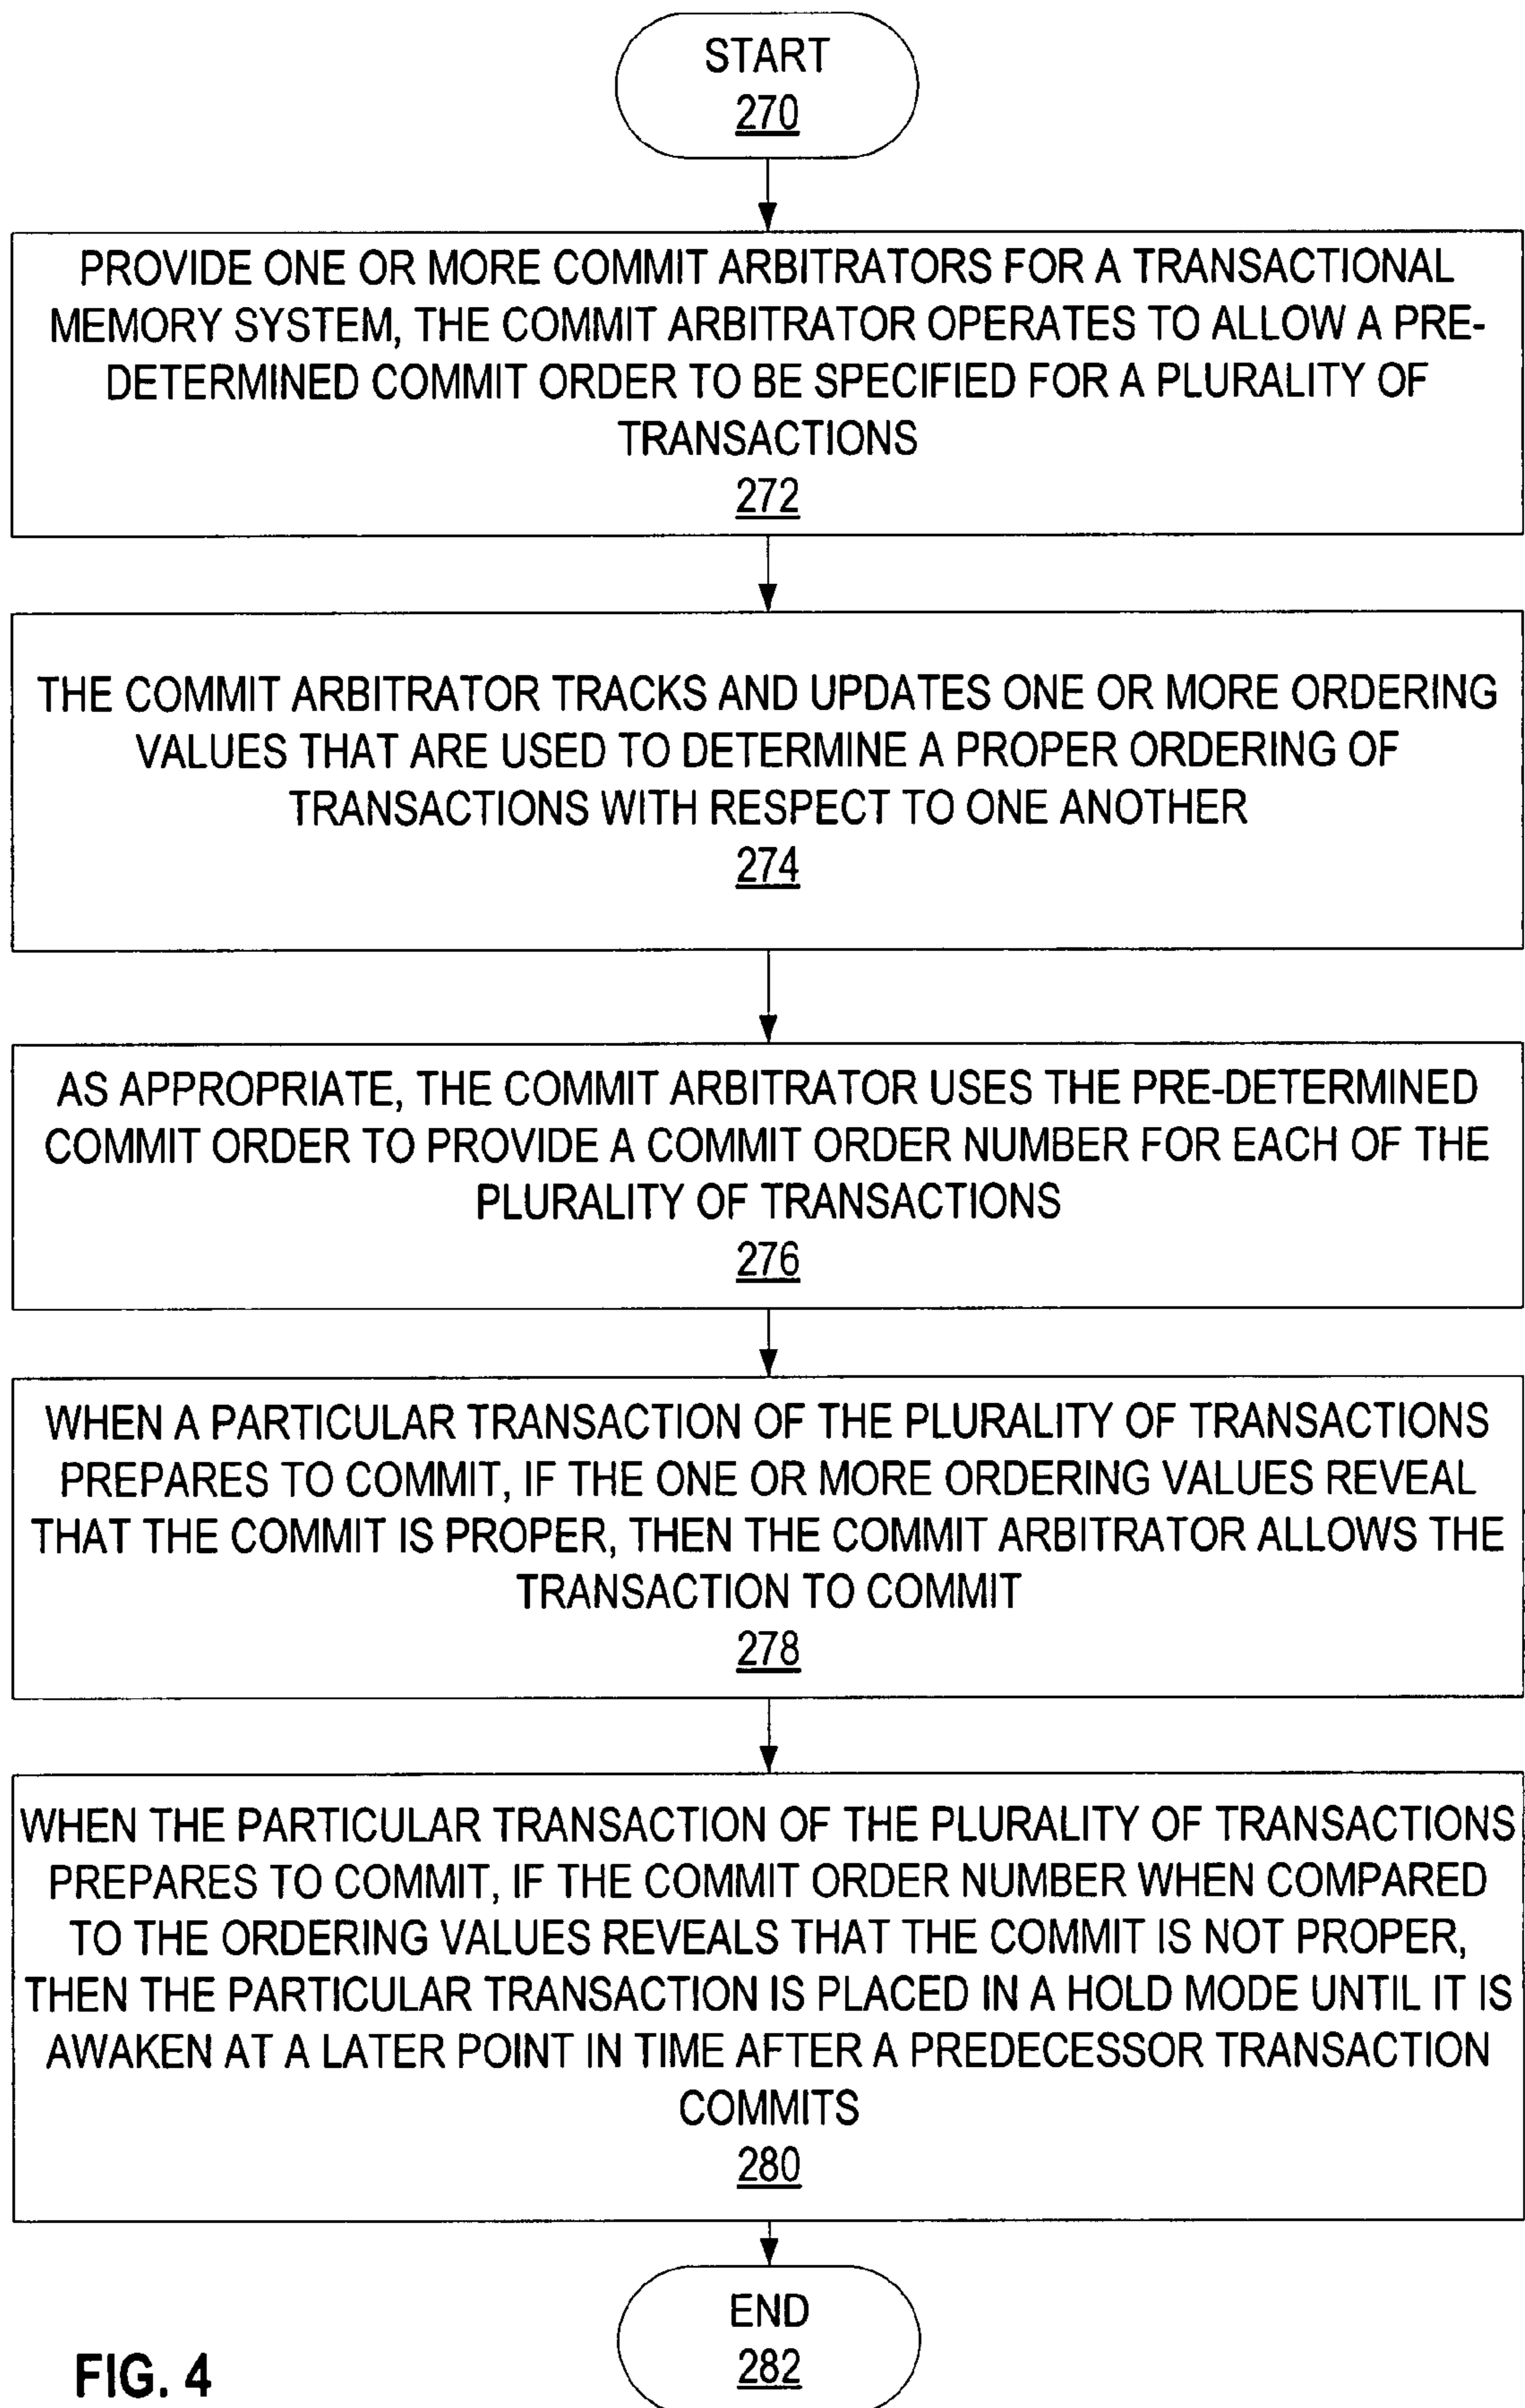 START
270
PROVIDE ONE OR MORE COMMIT ARBITRATORS FOR A TRANSACTIONAL
MEMORY SYSTEM, THE COMMIT ARBITRATOR OPERATES TO ALLOW A PRE-
DETERMINED COMMIT ORDER TO BE SPECIFIED FOR A PLURALITY OF
TRANSACTIONS
272
THE COMMIT ARBITRATOR TRACKS AND UPDATES ONE OR MORE ORDERING
VALUES THAT ARE USED TO DETERMINE A PROPER ORDERING OF
TRANSACTIONS WITH RESPECT TO ONE ANOTHER
274
AS APPROPRIATE, THE COMMIT ARBITRATOR USES THE PRE-DETERMINED
COMMIT ORDER TO PROVIDE A COMMIT ORDER NUMBER FOR EACH OF THE
PLURALITY OF TRANSACTIONS
276
WHEN A PARTICULAR TRANSACTION OF THE PLURALITY OF TRANSACTIONS
PREPARES TO COMMIT, IF THE ONE OR MORE ORDERING VALUES REVEAL
THAT THE COMMIT IS PROPER, THEN THE COMMIT ARBITRATOR ALLOWS THE
TRANSACTION TO COMMIT
278
WHEN THE PARTICULAR TRANSACTION OF THE PLURALITY OF TRANSACTIONS
PREPARES TO COMMIT, IF THE COMMIT ORDER NUMBER WHEN COMPARED
TO THE ORDERING VALUES REVEALS THAT THE COMMIT IS NOT PROPER,
THEN THE PARTICULAR TRANSACTION IS PLACED IN A HOLD MODE UNTIL IT IS
AWAKEN AT A LATER POINT IN TIME AFTER A PREDECESSOR TRANSACTION
COMMITS
280
END
282
FIG. 4